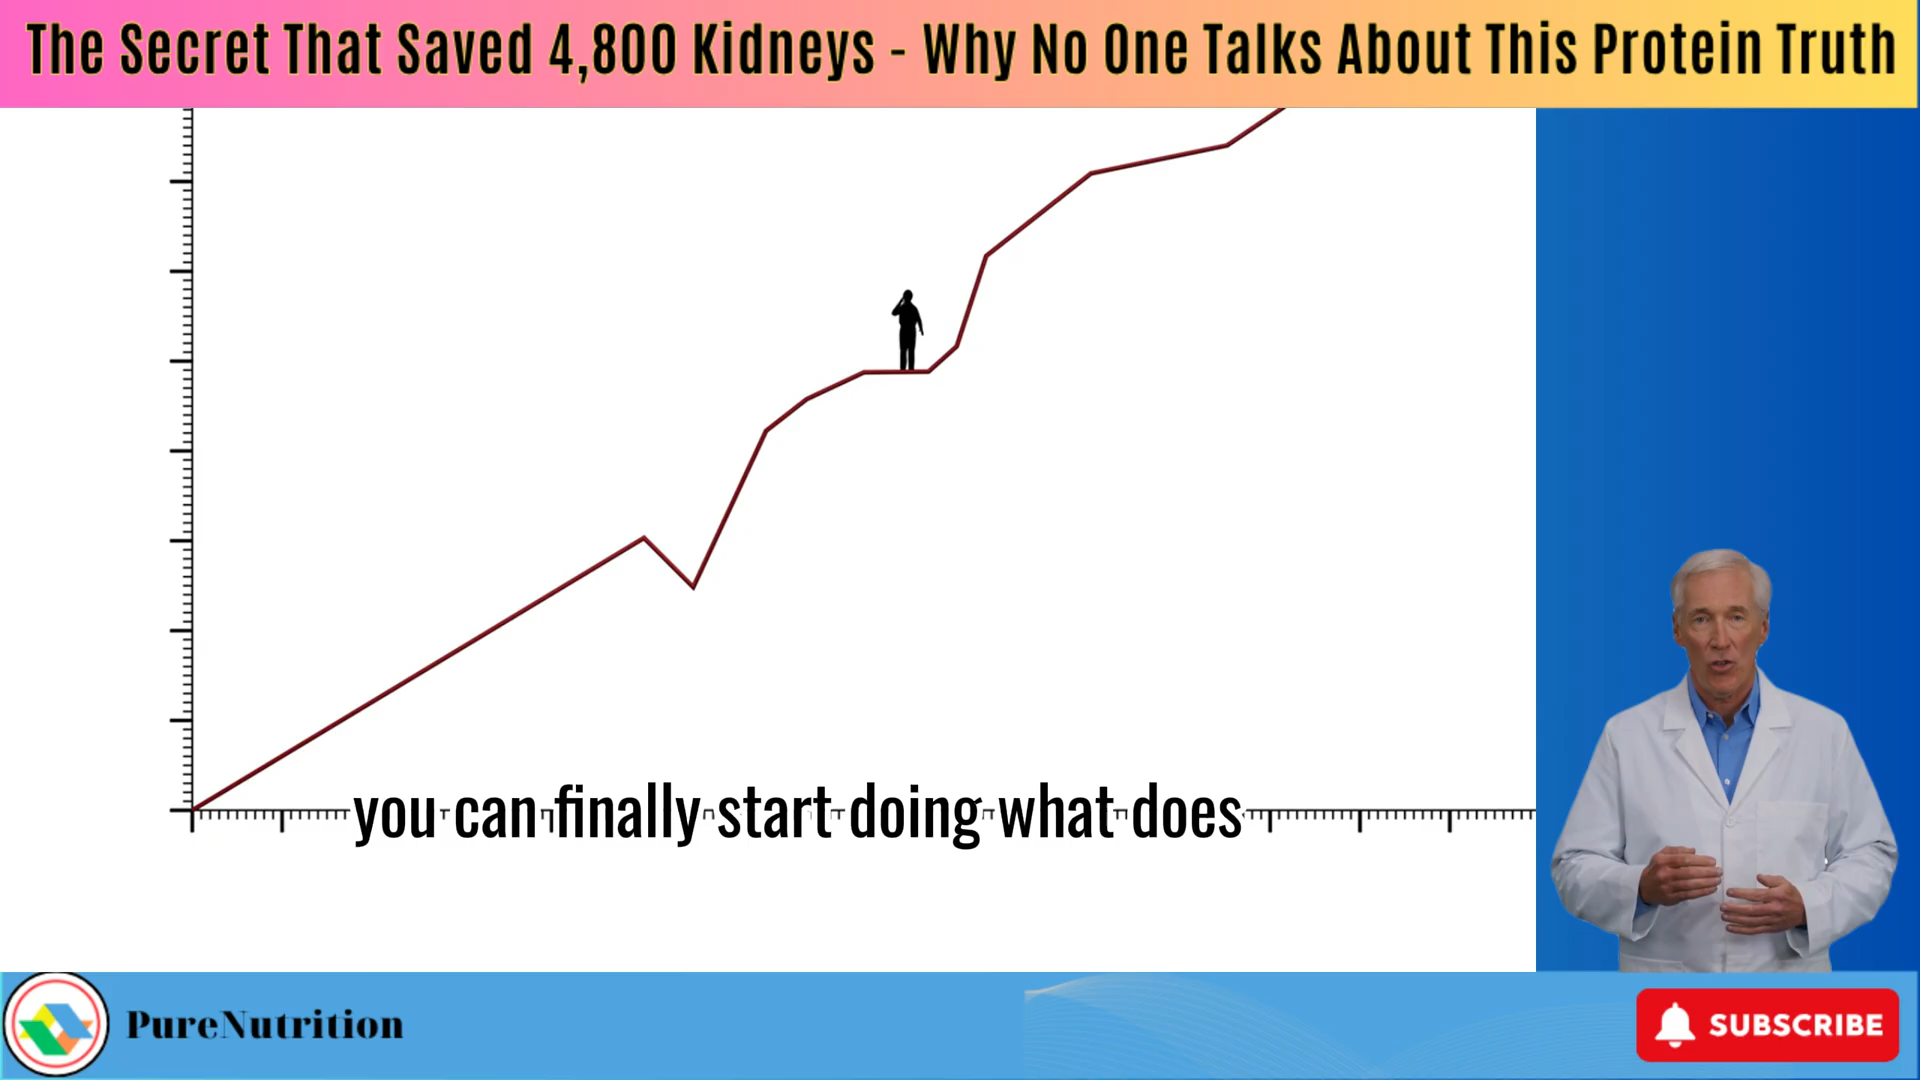 The Secret That Saved 4,800 Kidneys - Why No One Talks About This Protein Truth
you can finally start doing what does
PureNutrition
SUBSCRIBE